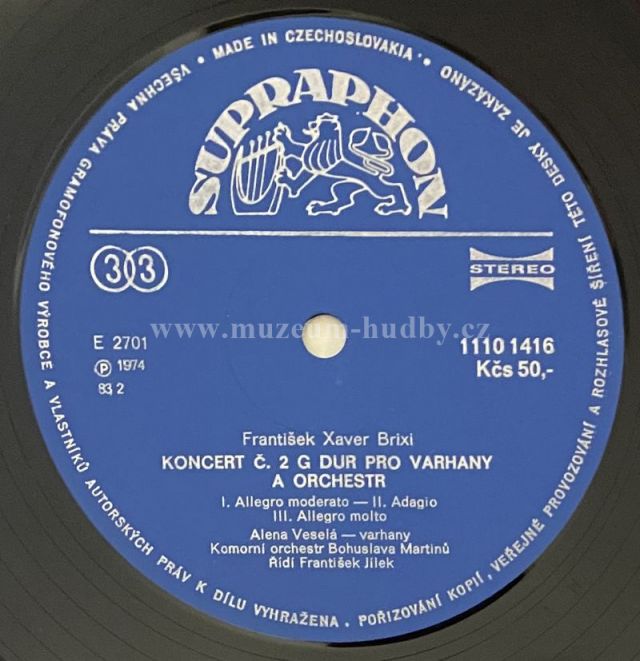 VŠECHNA PRÁVA GRAMOFONOVÉHO VÝROBCE A VLASTNÍKŮ AUTORSKÝCH PRÁV K DÍLU VYHRAŽENA. POŘIZOVÁNÍ KOPIÍ, VEŘEJNÉ PROVOZOVÁNÍ A ROZHLASOVÉ ŠÍŘENÍ TÉTO DESKY JE ZAKÁZÁNO • MADE IN CZECHOSLOVAKIA •
SUPRAPHON
33
STEREO
www.muzeum-hudby.cz
E 2701
1110 1416
Ⓟ 1974
Kčs 50,-
83 2
František Xaver Brixi
KONCERT Č. 2 G DUR PRO VARHANY
A ORCHESTR
I. Allegro moderato — II. Adagio
III. Allegro molto
Alena Veselá — varhany
Komorní orchestr Bohuslava Martinů
Řídí František Jílek